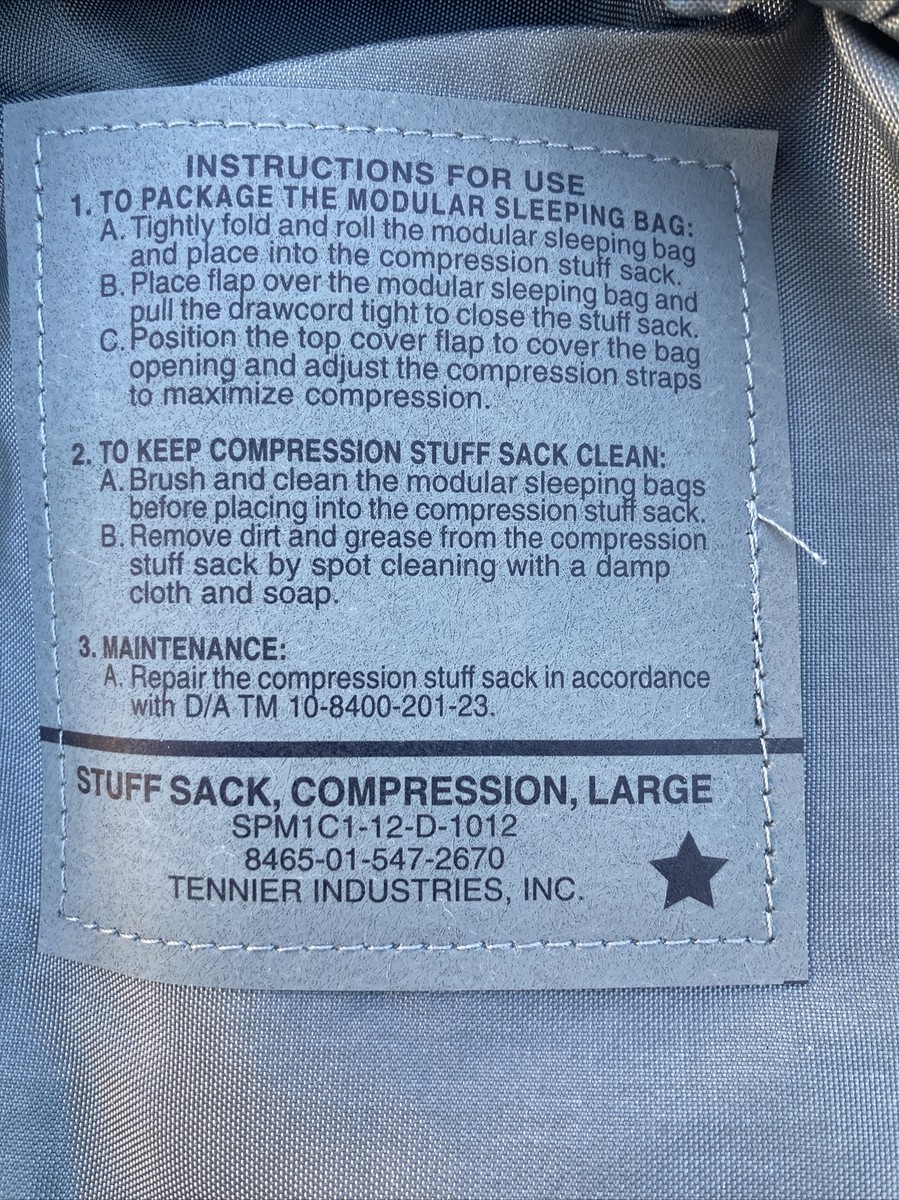 INSTRUCTIONS FOR USE
1. TO PACKAGE THE MODULAR SLEEPING BAG:
A. Tightly fold and roll the modular sleeping bag
and place into the compression stuff sack.
B. Place flap over the modular sleeping bag and
pull the drawcord tight to close the stuff sack.
C. Position the top cover flap to cover the bag
opening and adjust the compression straps
to maximize compression.
2. TO KEEP COMPRESSION STUFF SACK CLEAN:
A. Brush and clean the modular sleeping bags
before placing into the compression stuff sack.
B. Remove dirt and grease from the compression
stuff sack by spot cleaning with a damp
cloth and soap.
3. MAINTENANCE:
A. Repair the compression stuff sack in accordance
with D/A TM 10-8400-201-23.
STUFF SACK, COMPRESSION, LARGE
SPM1C1-12-D-1012
8465-01-547-2670
TENNIER INDUSTRIES, INC.